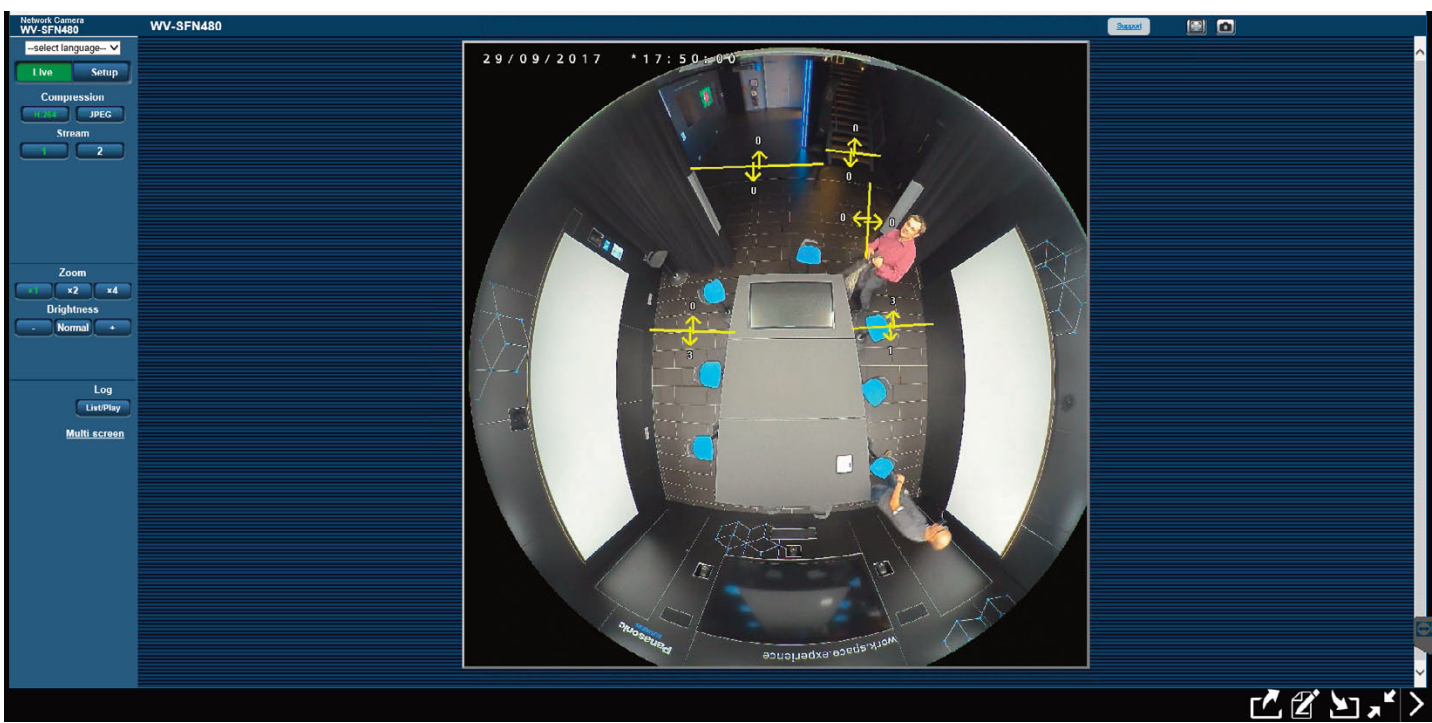 Network Camera
WV-SFN480
WV-SFN480
Support
--select language--
Live Setup
Compression
H.264 JPEG
Stream
1 2
Zoom
x1 x2 x4
Brightness
- Normal +
Log
List/Play
Multi screen
29/09/2017 *17:50:00
0
0
0
0
0 0
0
3
3
1
Panasonic
BUSINESS
work.space.experience